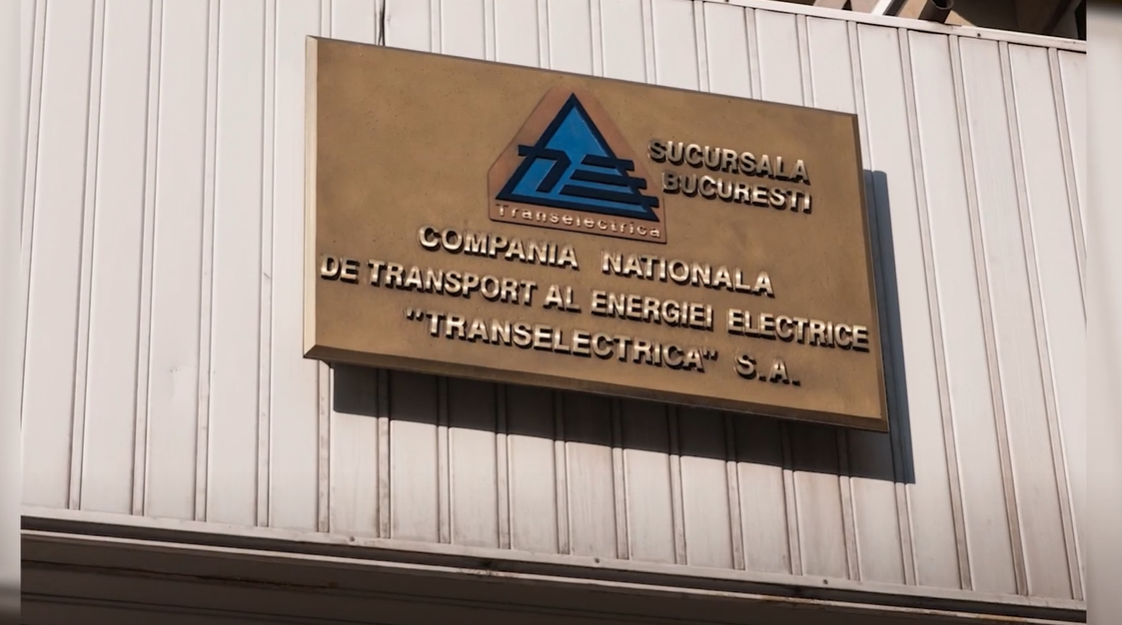 SUCURSALA
BUCURESTI
Transelectrica
COMPANIA NATIONALA
DE TRANSPORT AL ENERGIEI ELECTRICE
"TRANSELECTRICA" S.A.